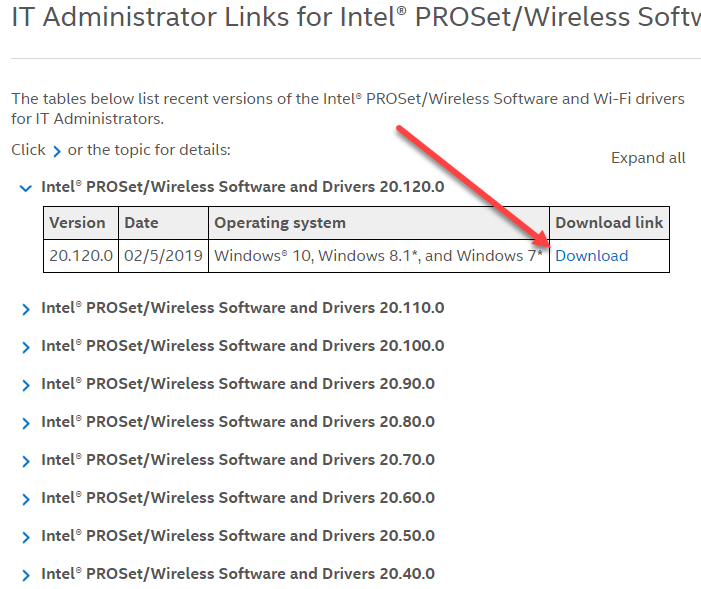 IT Administrator Links for Intel® PROSet/Wireless Softw
The tables below list recent versions of the Intel® PROSet/Wireless Software and Wi-Fi drivers
for IT Administrators.
Click > or the topic for details:
Expand all
Intel® PROSet/Wireless Software and Drivers 20.120.0
Version Date Operating system Download link
20.120.0 02/5/2019 Windows® 10, Windows 8.1*, and Windows 7* Download
Intel® PROSet/Wireless Software and Drivers 20.110.0
Intel® PROSet/Wireless Software and Drivers 20.100.0
Intel® PROSet/Wireless Software and Drivers 20.90.0
Intel® PROSet/Wireless Software and Drivers 20.80.0
Intel® PROSet/Wireless Software and Drivers 20.70.0
Intel® PROSet/Wireless Software and Drivers 20.60.0
Intel® PROSet/Wireless Software and Drivers 20.50.0
Intel® PROSet/Wireless Software and Drivers 20.40.0